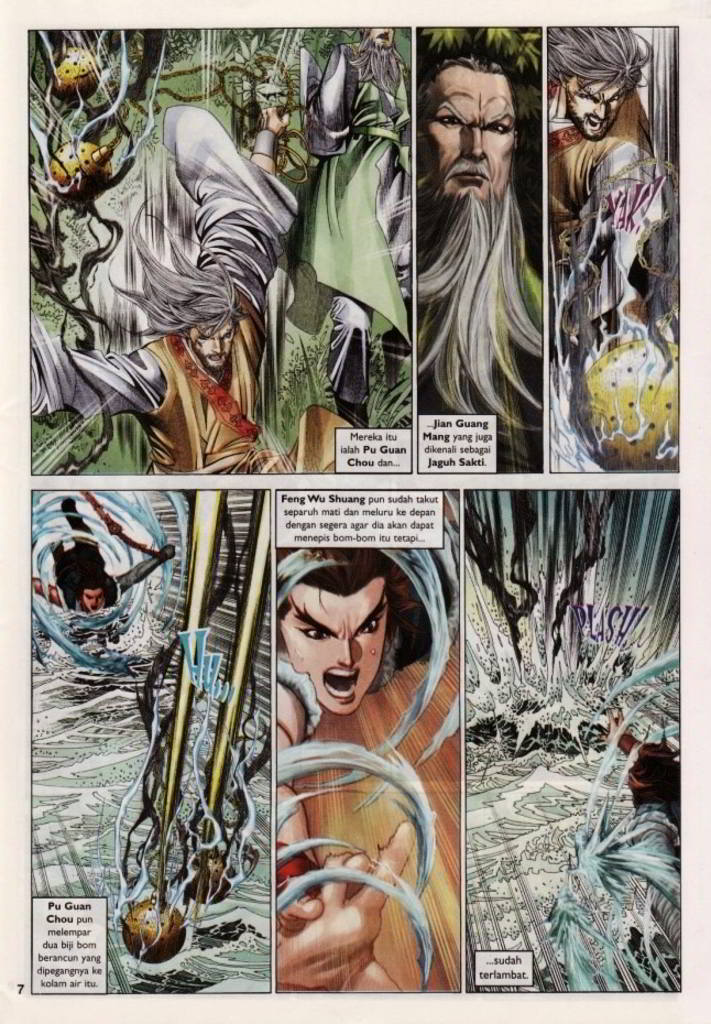 Mereka itu
ialah Pu Guan
Chou dan...
...Jian Guang
Mang yang juga
dikenali sebagai
Jaguh Sakti.
YAK!
Feng Wu Shuang pun sudah takut
separuh mati dan meluru ke depan
dengan segera agar dia akan dapat
menepis bom-bom itu tetapi...
Pu Guan
Chou pun
melempar
dua biji bom
berancun yang
dipegangnya ke
kolam air itu.
PLASH!
...sudah
terlambat.
7